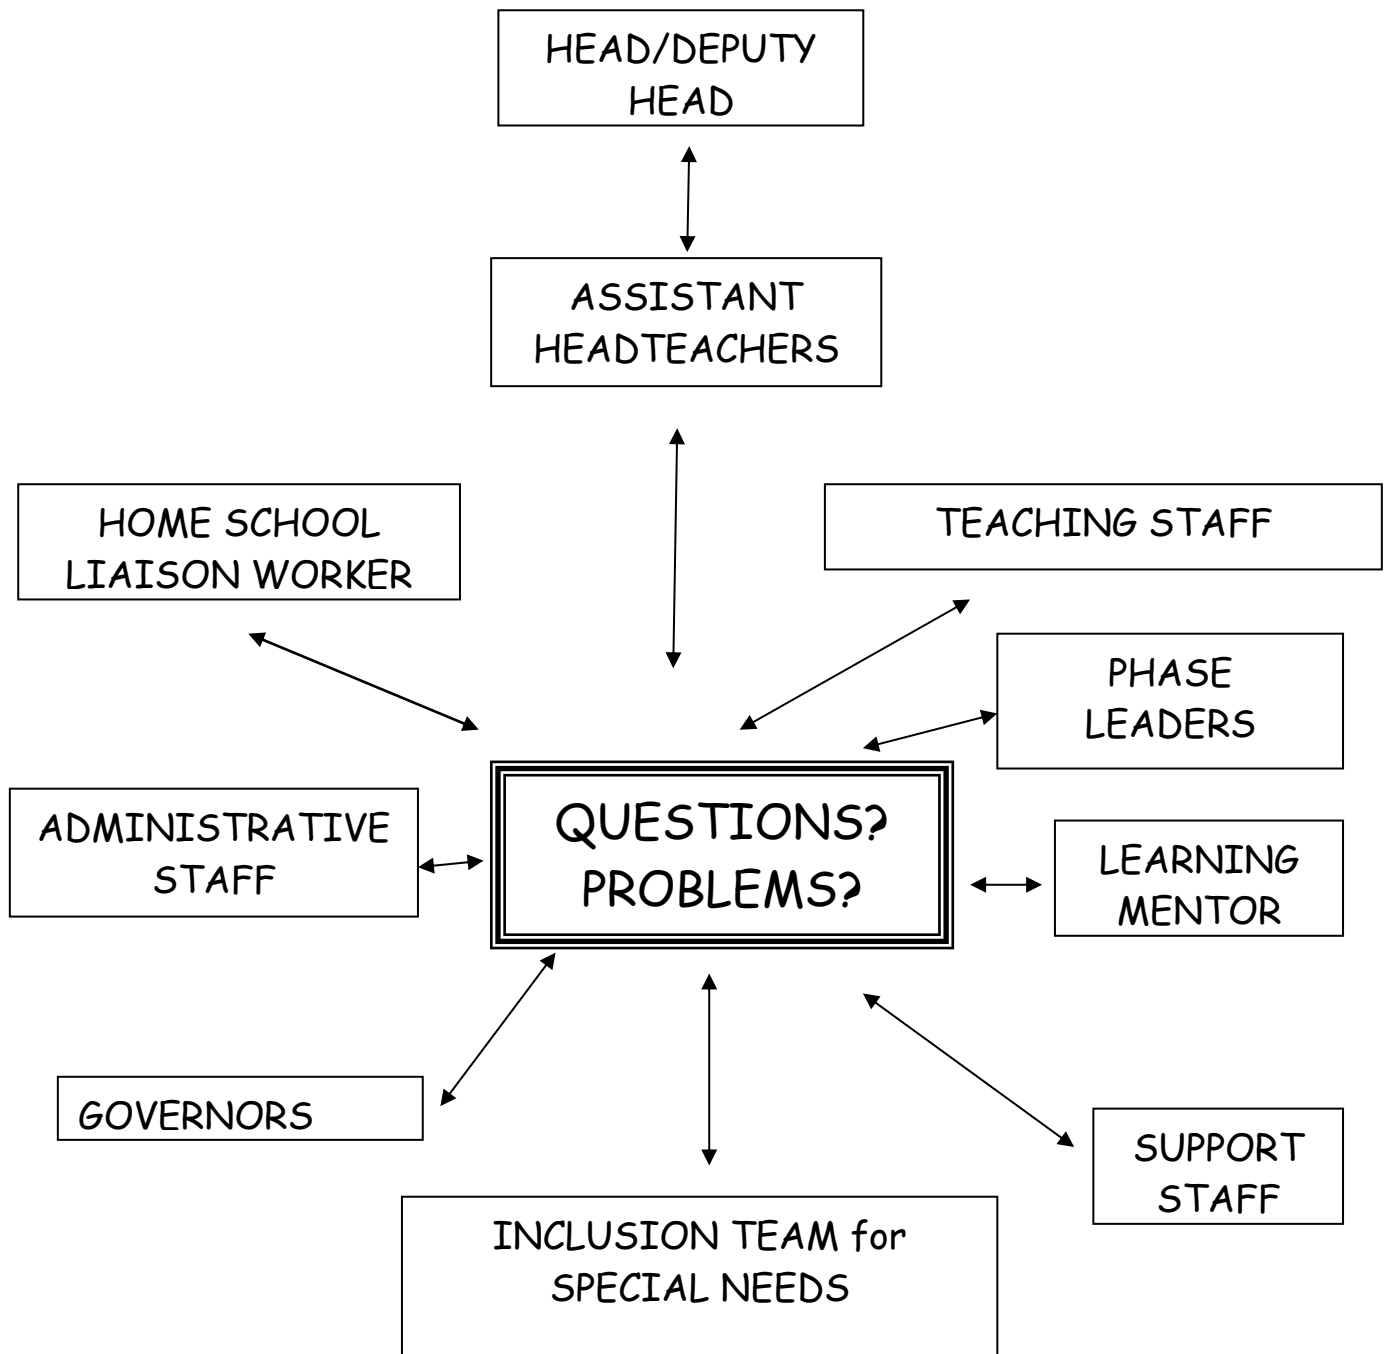 HEAD/DEPUTY
HEAD
ASSISTANT
HEADTEACHERS
HOME SCHOOL
LIAISON WORKER
TEACHING STAFF
PHASE
LEADERS
ADMINISTRATIVE
STAFF
QUESTIONS?
PROBLEMS?
LEARNING
MENTOR
GOVERNORS
SUPPORT
STAFF
INCLUSION TEAM for
SPECIAL NEEDS